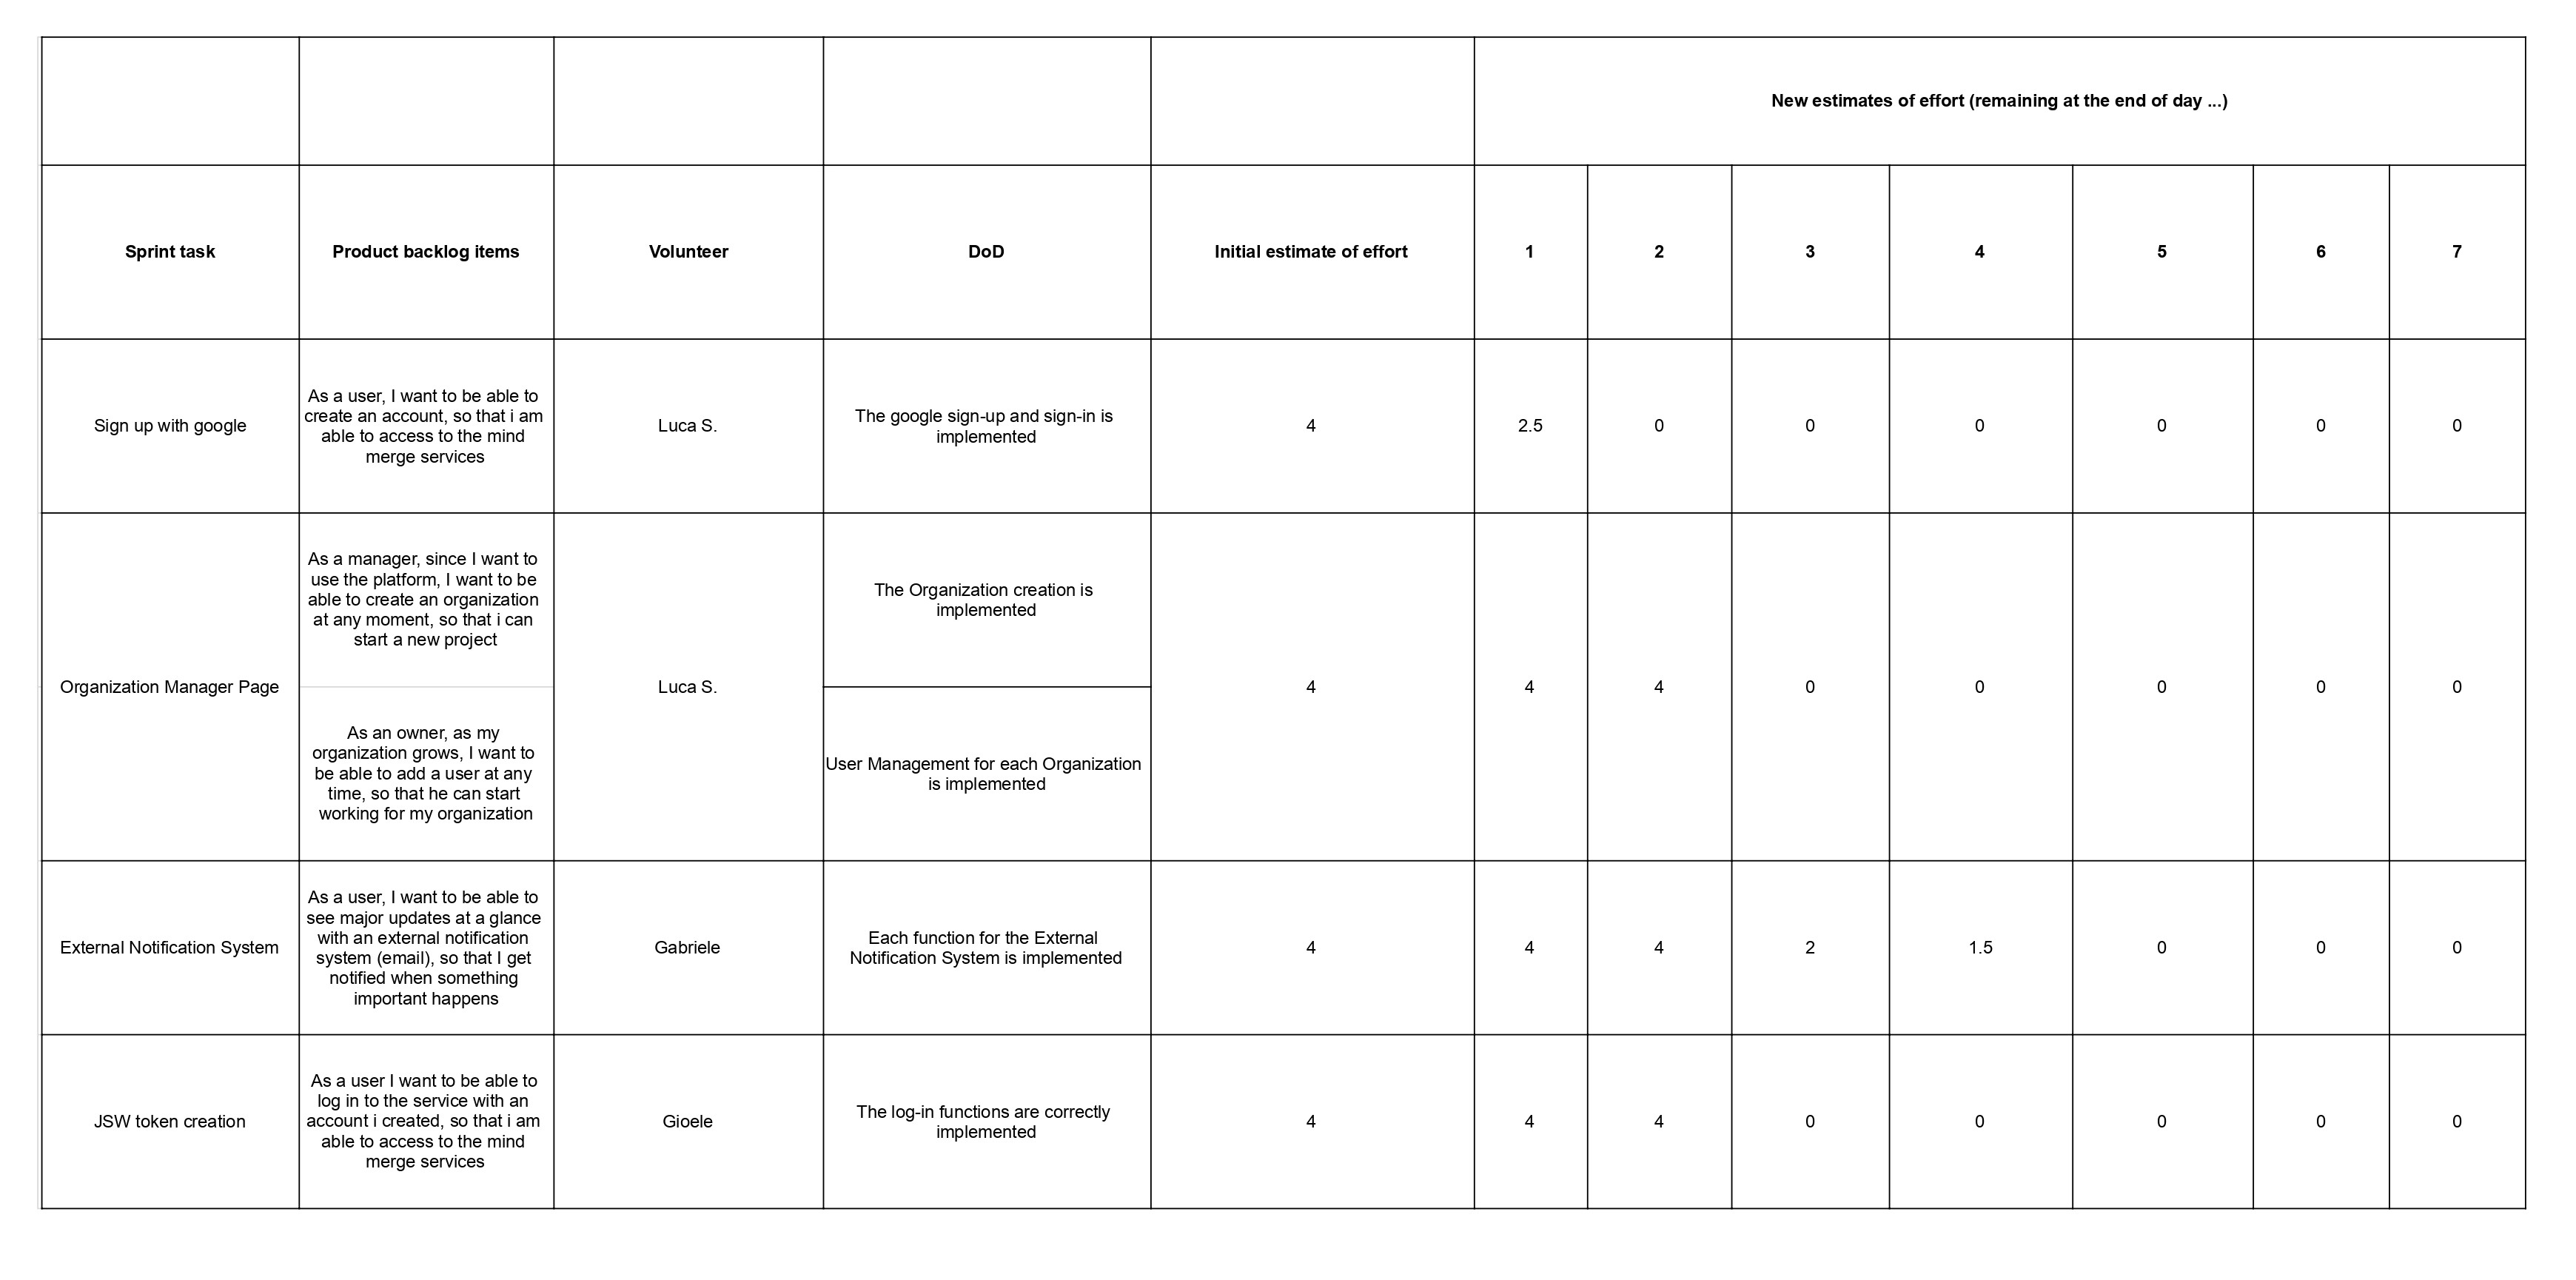 New estimates of effort (remaining at the end of day ...)
Sprint task
Product backlog items
Volunteer
DoD
Initial estimate of effort
1
2
3
4
5
6
7
Sign up with google
As a user, I want to be able to
create an account, so that i am
able to access to the mind
merge services
Luca S.
The google sign-up and sign-in is
implemented
4
2.5
0
0
0
0
0
0
Organization Manager Page
As a manager, since I want to
use the platform, I want to be
able to create an organization
at any moment, so that i can
start a new project
As an owner, as my
organization grows, I want to
be able to add a user at any
time, so that he can start
working for my organization
Luca S.
The Organization creation is
implemented
User Management for each Organization
is implemented
4
4
4
0
0
0
0
0
External Notification System
As a user, I want to be able to
see major updates at a glance
with an external notification
system (email), so that I get
notified when something
important happens
Gabriele
Each function for the External
Notification System is implemented
4
4
4
2
1.5
0
0
0
JSW token creation
As a user I want to be able to
log in to the service with an
account i created, so that i am
able to access to the mind
merge services
Gioele
The log-in functions are correctly
implemented
4
4
4
0
0
0
0
0